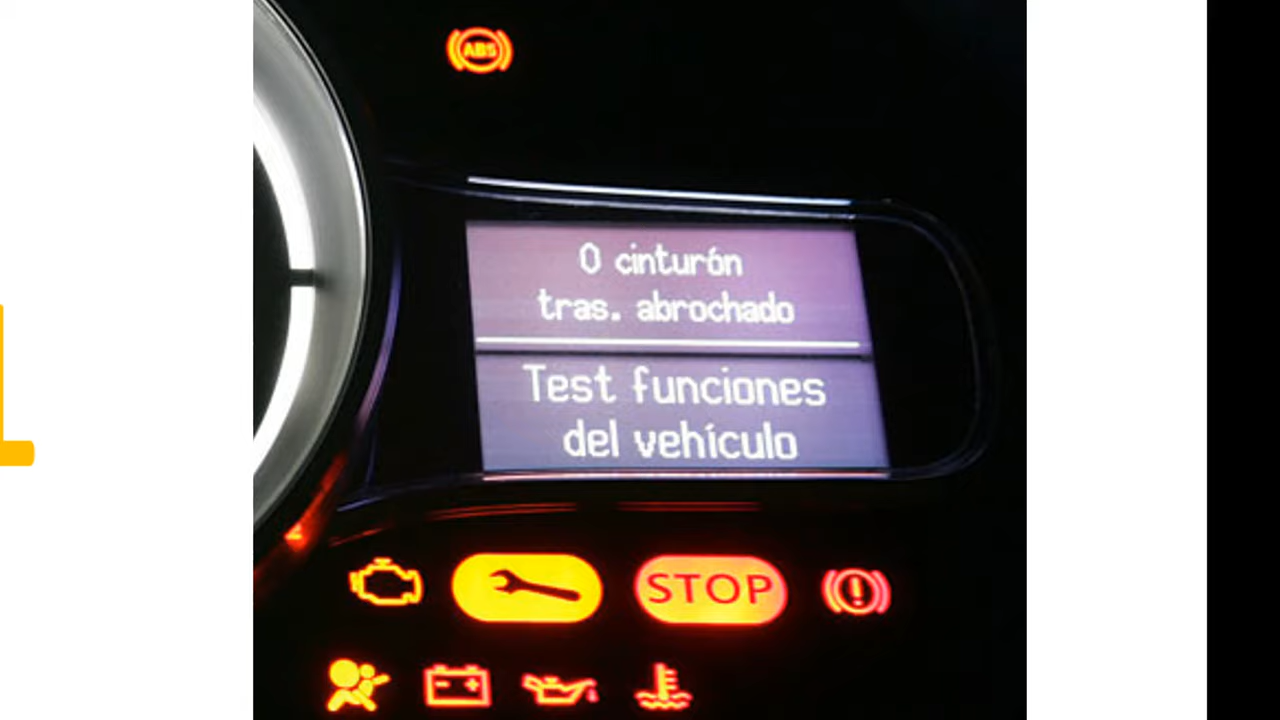 ABS
0 cinturón
tras. abrochado
Test funciones
del vehículo
STOP